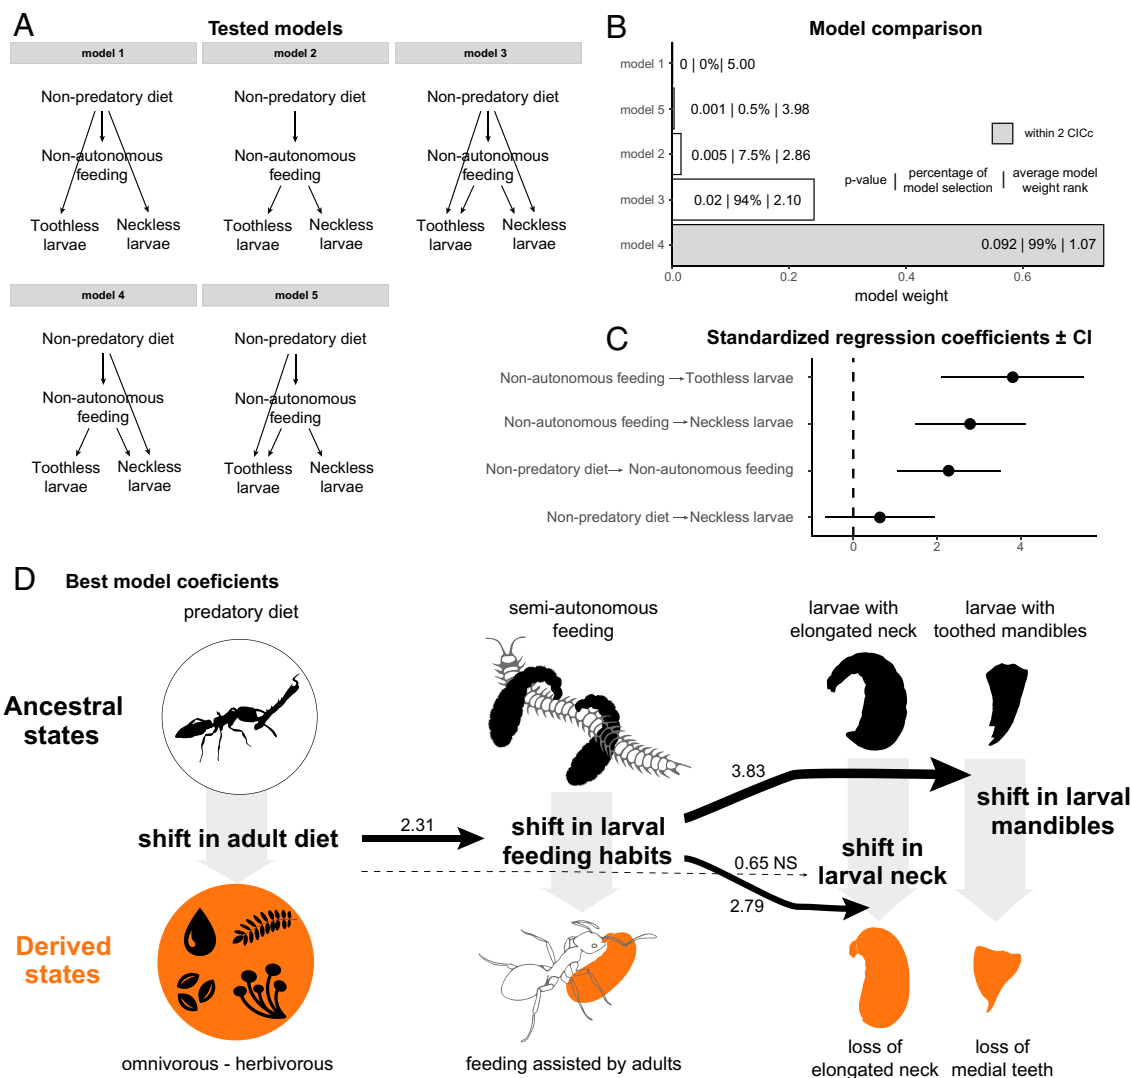 A
Tested models
model 1
Non-predatory diet
Non-autonomous
feeding
Toothless
larvae
Neckless
larvae
model 2
Non-predatory diet
Non-autonomous
feeding
Toothless
larvae
Neckless
larvae
model 3
Non-predatory diet
Non-autonomous
feeding
Toothless
larvae
Neckless
larvae
model 4
Non-predatory diet
Non-autonomous
feeding
Toothless
larvae
Neckless
larvae
model 5
Non-predatory diet
Non-autonomous
feeding
Toothless
larvae
Neckless
larvae
B
Model comparison
model 1
0 | 0%| 5.00
model 5
0.001 | 0.5% | 3.98
model 2
0.005 | 7.5% | 2.86
model 3
0.02 | 94% | 2.10
model 4
0.092 | 99% | 1.07
within 2 CICc
p-value | percentage of model selection | average model weight rank
0.0 0.2 0.4 0.6
model weight
C
Standardized regression coefficients ± CI
Non-autonomous feeding → Toothless larvae
Non-autonomous feeding → Neckless larvae
Non-predatory diet → Non-autonomous feeding
Non-predatory diet → Neckless larvae
0 2 4
D
Best model coeficients
predatory diet
semi-autonomous
feeding
larvae with
elongated neck
larvae with
toothed mandibles
Ancestral
states
shift in adult diet
2.31
shift in larval
feeding habits
3.83
0.65 NS
2.79
shift in
larval neck
shift in larval
mandibles
Derived
states
omnivorous - herbivorous
feeding assisted by adults
loss of
elongated neck
loss of
medial teeth